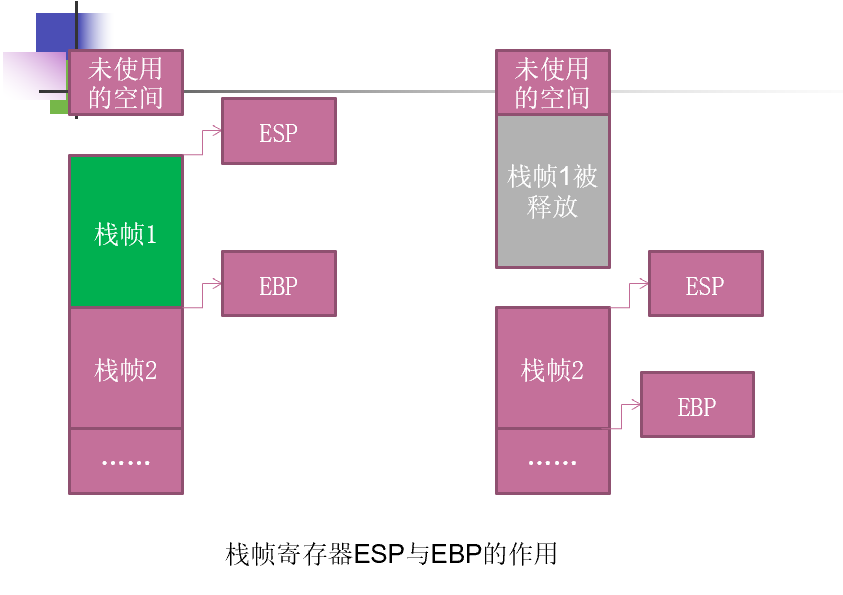 未使用
的空间
ESP
栈帧1
EBP
栈帧2
……
未使用
的空间
栈帧1被
释放
ESP
栈帧2
EBP
……
栈帧寄存器ESP与EBP的作用